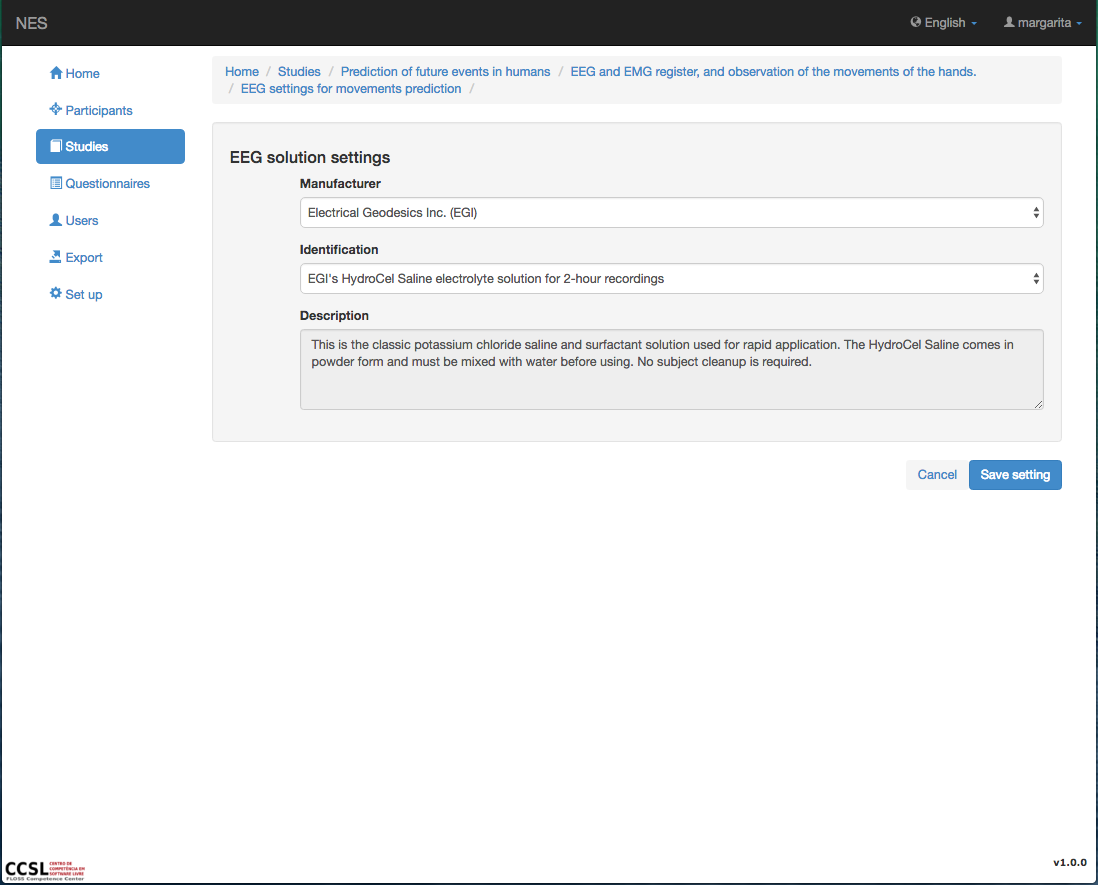 NES
English
margarita
Home
Participants
Studies
Questionnaires
Users
Export
Set up
Home / Studies / Prediction of future events in humans / EEG and EMG register, and observation of the movements of the hands.
/ EEG settings for movements prediction /
EEG solution settings
Manufacturer
Electrical Geodesics Inc. (EGI)
Identification
EGI's HydroCel Saline electrolyte solution for 2-hour recordings
Description
This is the classic potassium chloride saline and surfactant solution used for rapid application. The HydroCel Saline comes in
powder form and must be mixed with water before using. No subject cleanup is required.
Cancel
Save setting
CCSL
CENTRO DE
COMPETÊNCIA EM
SOFTWARE LIVRE
FLOSS Competence Center
v1.0.0